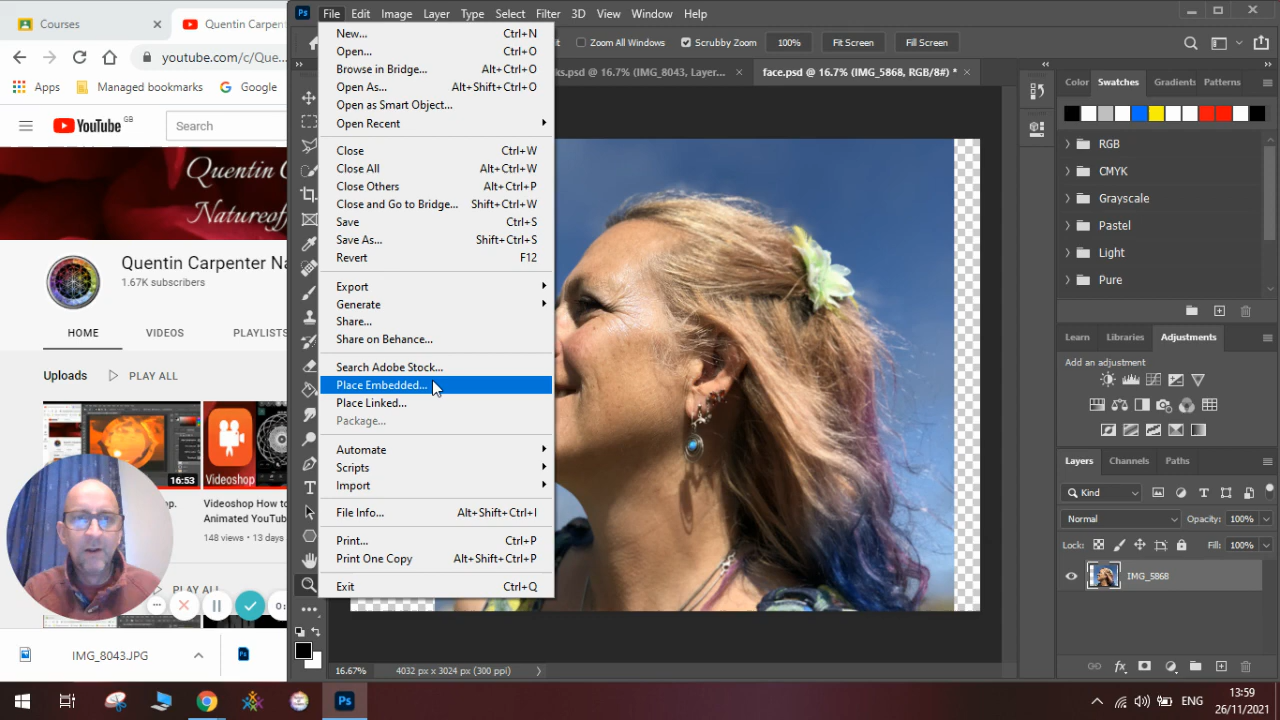 Courses
Quentin Carpen
youtube.com/c/Que...
Apps
Managed bookmarks
Google
YouTube
GB
Search
Quentin C
Natureof
Quentin Carpenter Na
1.67K subscribers
HOME
VIDEOS
PLAYLISTS
Uploads
PLAY ALL
16:53
Videoshop
Videoshop How to
Animated YouTub
148 views • 13 days
PLAY ALL
IMG_8043.JPG
Ps
File
Edit
Image
Layer
Type
Select
Filter
3D
View
Window
Help
All Windows
Scrubby Zoom
100%
Fit Screen
Fill Screen
ks.psd @ 16.7% (IMG_8043, Layer...
face.psd @ 16.7% (IMG_5868, RGB/8#) *
New... Ctrl+N
Open... Ctrl+O
Browse in Bridge... Alt+Ctrl+O
Open As... Alt+Shift+Ctrl+O
Open as Smart Object...
Open Recent
Close Ctrl+W
Close All Alt+Ctrl+W
Close Others Alt+Ctrl+P
Close and Go to Bridge... Shift+Ctrl+W
Save Ctrl+S
Save As... Shift+Ctrl+S
Revert F12
Export
Generate
Share...
Share on Behance...
Search Adobe Stock...
Place Embedded...
Place Linked...
Package...
Automate
Scripts
Import
File Info... Alt+Shift+Ctrl+I
Print... Ctrl+P
Print One Copy Alt+Shift+Ctrl+P
Exit Ctrl+Q
Color
Swatches
Gradients
Patterns
RGB
CMYK
Grayscale
Pastel
Light
Pure
Learn
Libraries
Adjustments
Add an adjustment
Layers
Channels
Paths
Kind
Normal
Opacity: 100%
Lock:
Fill: 100%
IMG_5868
fx
16.67%
4032 px x 3024 px (300 ppi)
Ps
ENG
13:59
26/11/2021